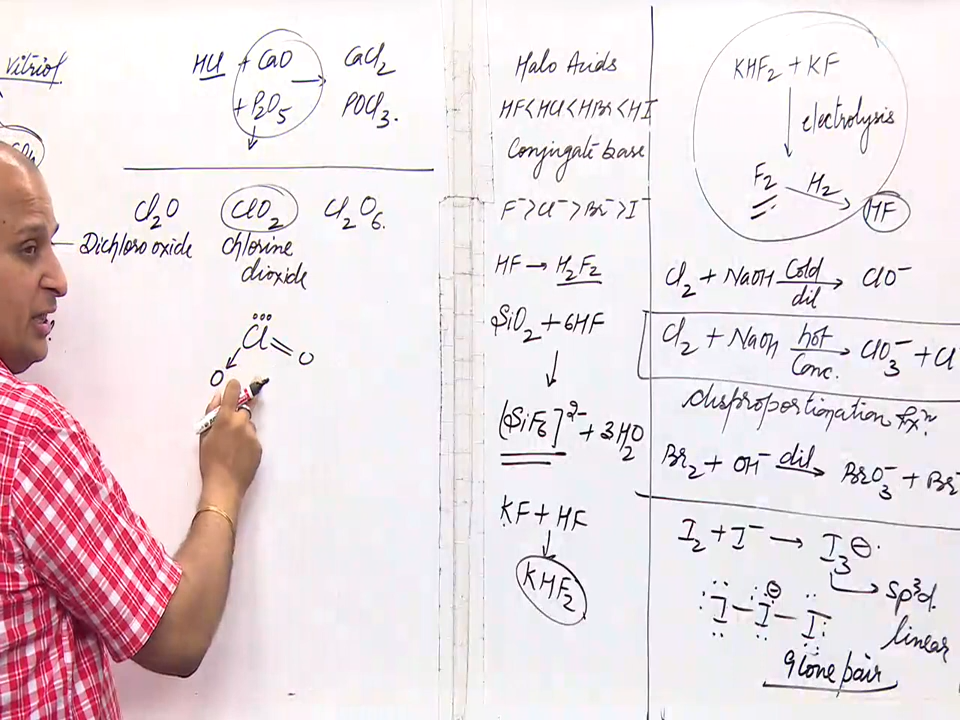 Vitriol
HCl + CaO → CaCl2
+ P2O5 POCl3.
Cl2O ClO2 Cl2O6.
Dichloro oxide chlorine
dioxide
Cl
O O
Halo Acids
HF<HCl<HBr<HI
Conjugate base
F⁻>Cl⁻>Br⁻>I⁻
HF → H2F2
SiO2 + 6HF
[SiF6]²⁻ + 3H2O
KF + HF
KHF2
KHF2 + KF
electrolysis
F2 H2 HF
Cl2 + NaOH Cold dil → ClO⁻
Cl2 + NaOH hot Conc. → ClO3⁻ + Cl
disproportionation Rxⁿ.
Br2 + OH⁻ dil → BrO3⁻ + Br
I2 + I⁻ → I3⊖.
sp³d.
I – I⊖ – I linear
9 lone pair